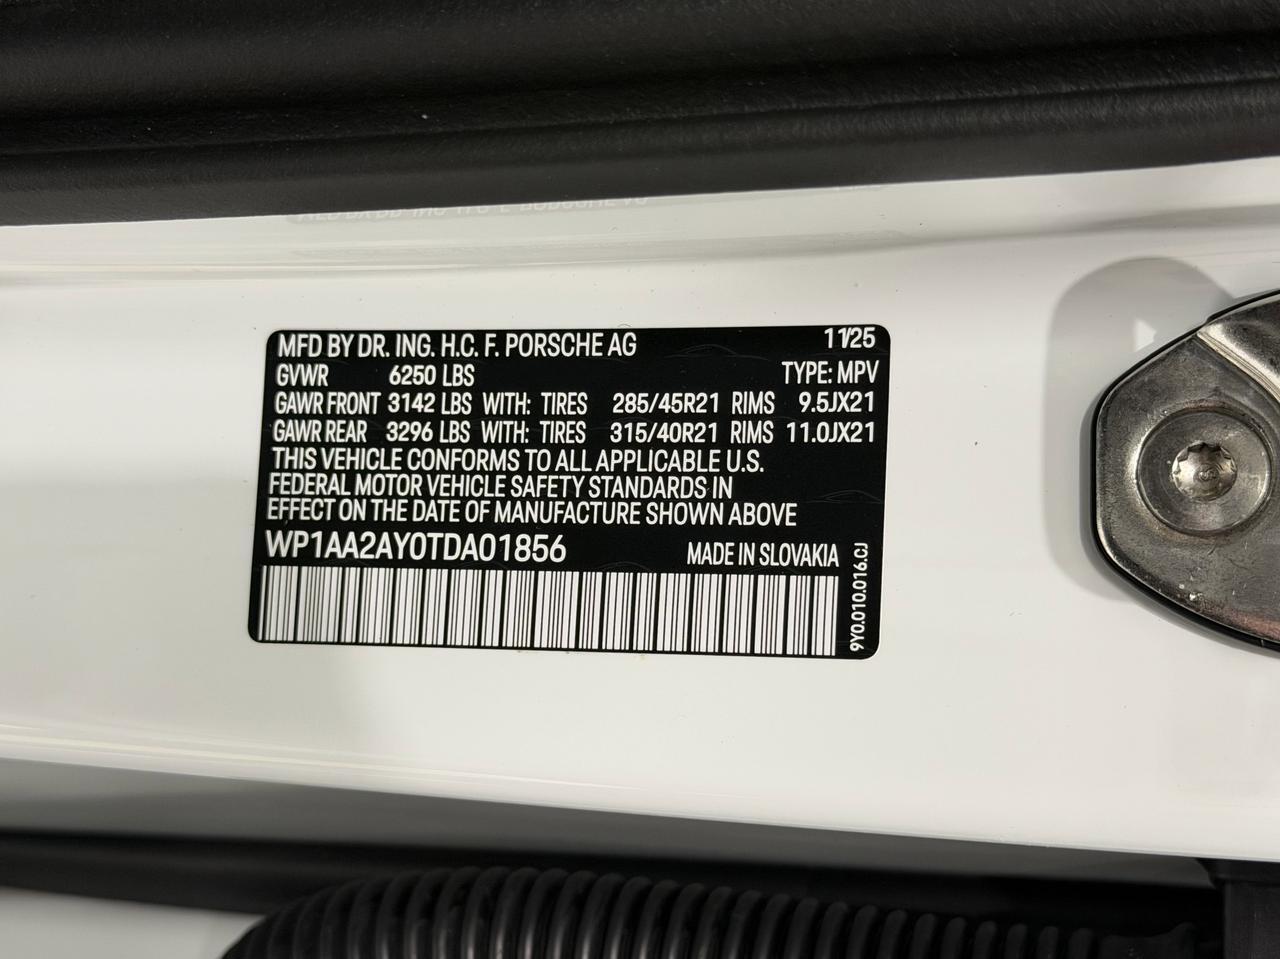 MFD BY DR. ING. H.C. F. PORSCHE AG 11/25
GVWR 6250 LBS TYPE: MPV
GAWR FRONT 3142 LBS WITH: TIRES 285/45R21 RIMS 9.5JX21
GAWR REAR 3296 LBS WITH: TIRES 315/40R21 RIMS 11.0JX21
THIS VEHICLE CONFORMS TO ALL APPLICABLE U.S.
FEDERAL MOTOR VEHICLE SAFETY STANDARDS IN
EFFECT ON THE DATE OF MANUFACTURE SHOWN ABOVE
WP1AA2AY0TDA01856 MADE IN SLOVAKIA
9Y0.010.016.CJ